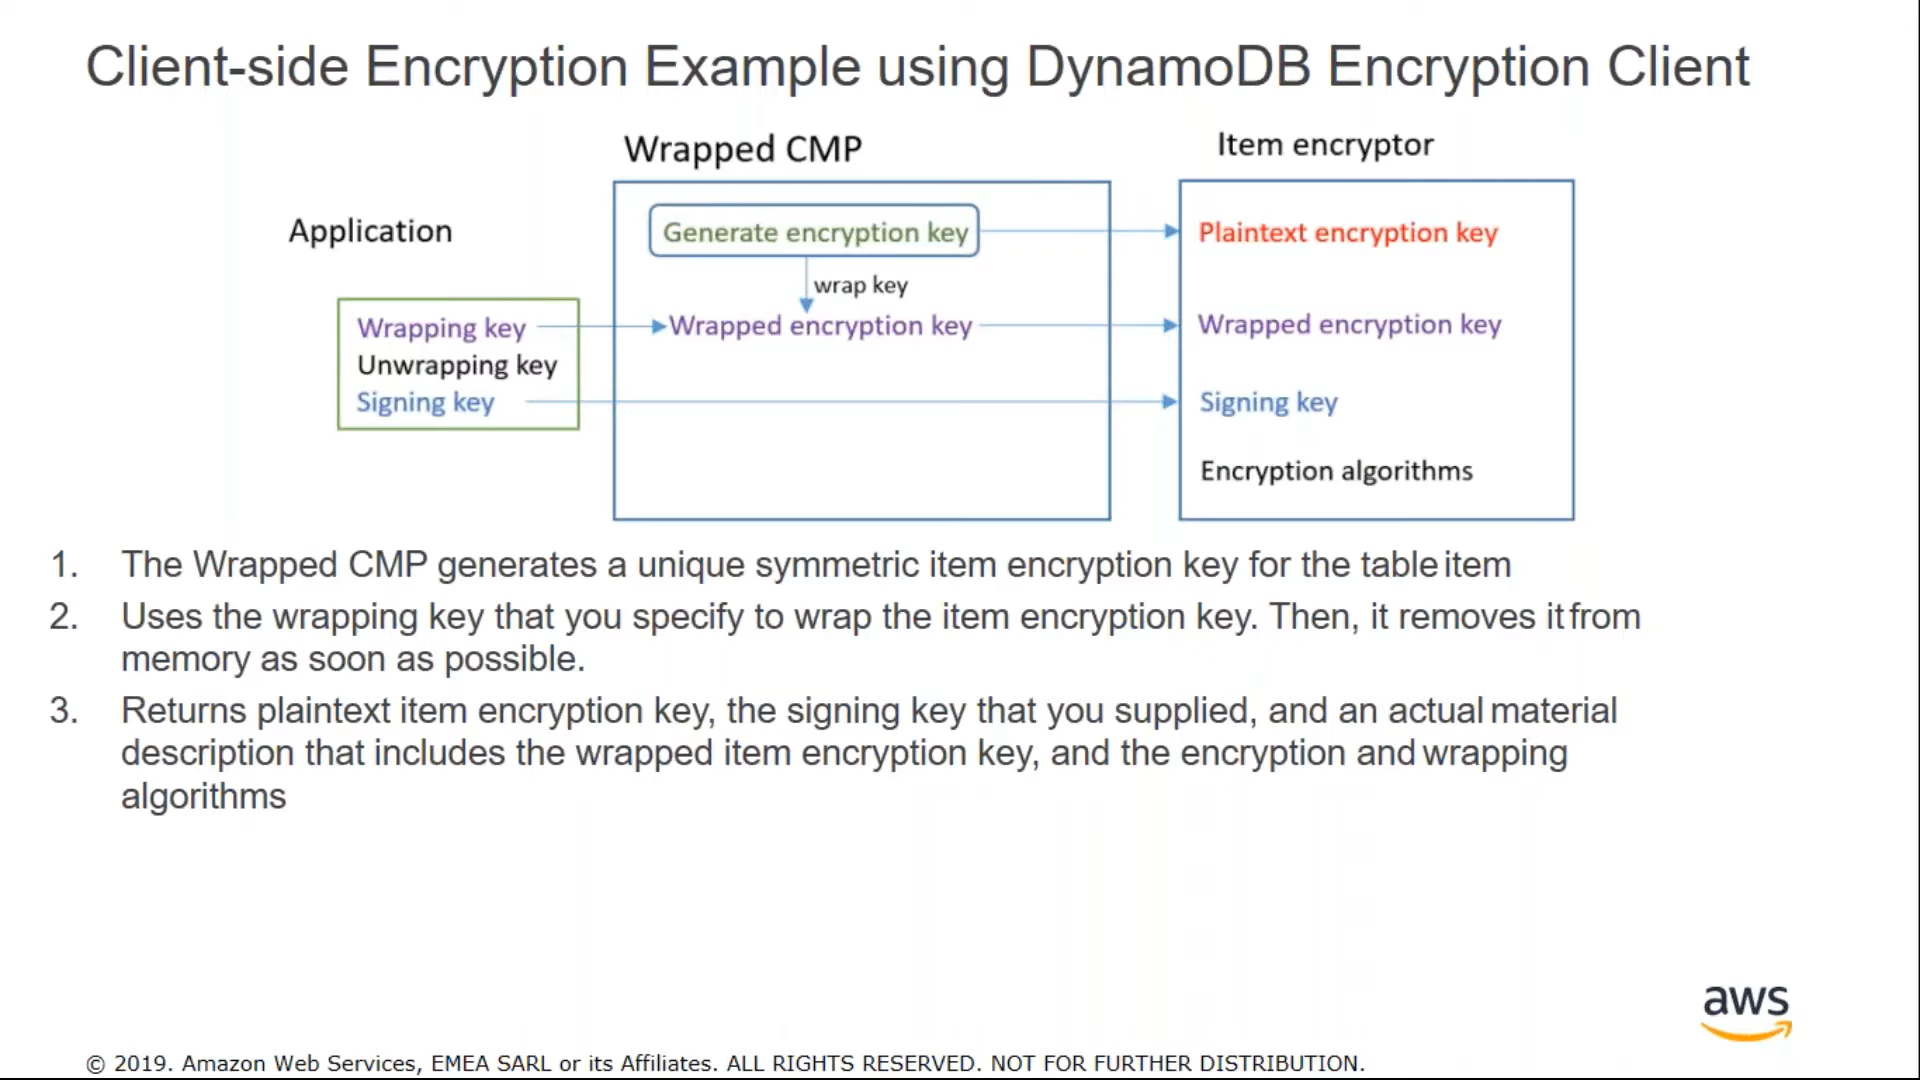 Client-side Encryption Example using DynamoDB Encryption Client
Wrapped CMP
Item encryptor
Application
Generate encryption key
Plaintext encryption key
wrap key
Wrapping key
Wrapped encryption key
Wrapped encryption key
Unwrapping key
Signing key
Signing key
Encryption algorithms
1. The Wrapped CMP generates a unique symmetric item encryption key for the table item
2. Uses the wrapping key that you specify to wrap the item encryption key. Then, it removes it from
memory as soon as possible.
3. Returns plaintext item encryption key, the signing key that you supplied, and an actual material
description that includes the wrapped item encryption key, and the encryption and wrapping
algorithms
aws
© 2019. Amazon Web Services, EMEA SARL or its Affiliates. ALL RIGHTS RESERVED. NOT FOR FURTHER DISTRIBUTION.